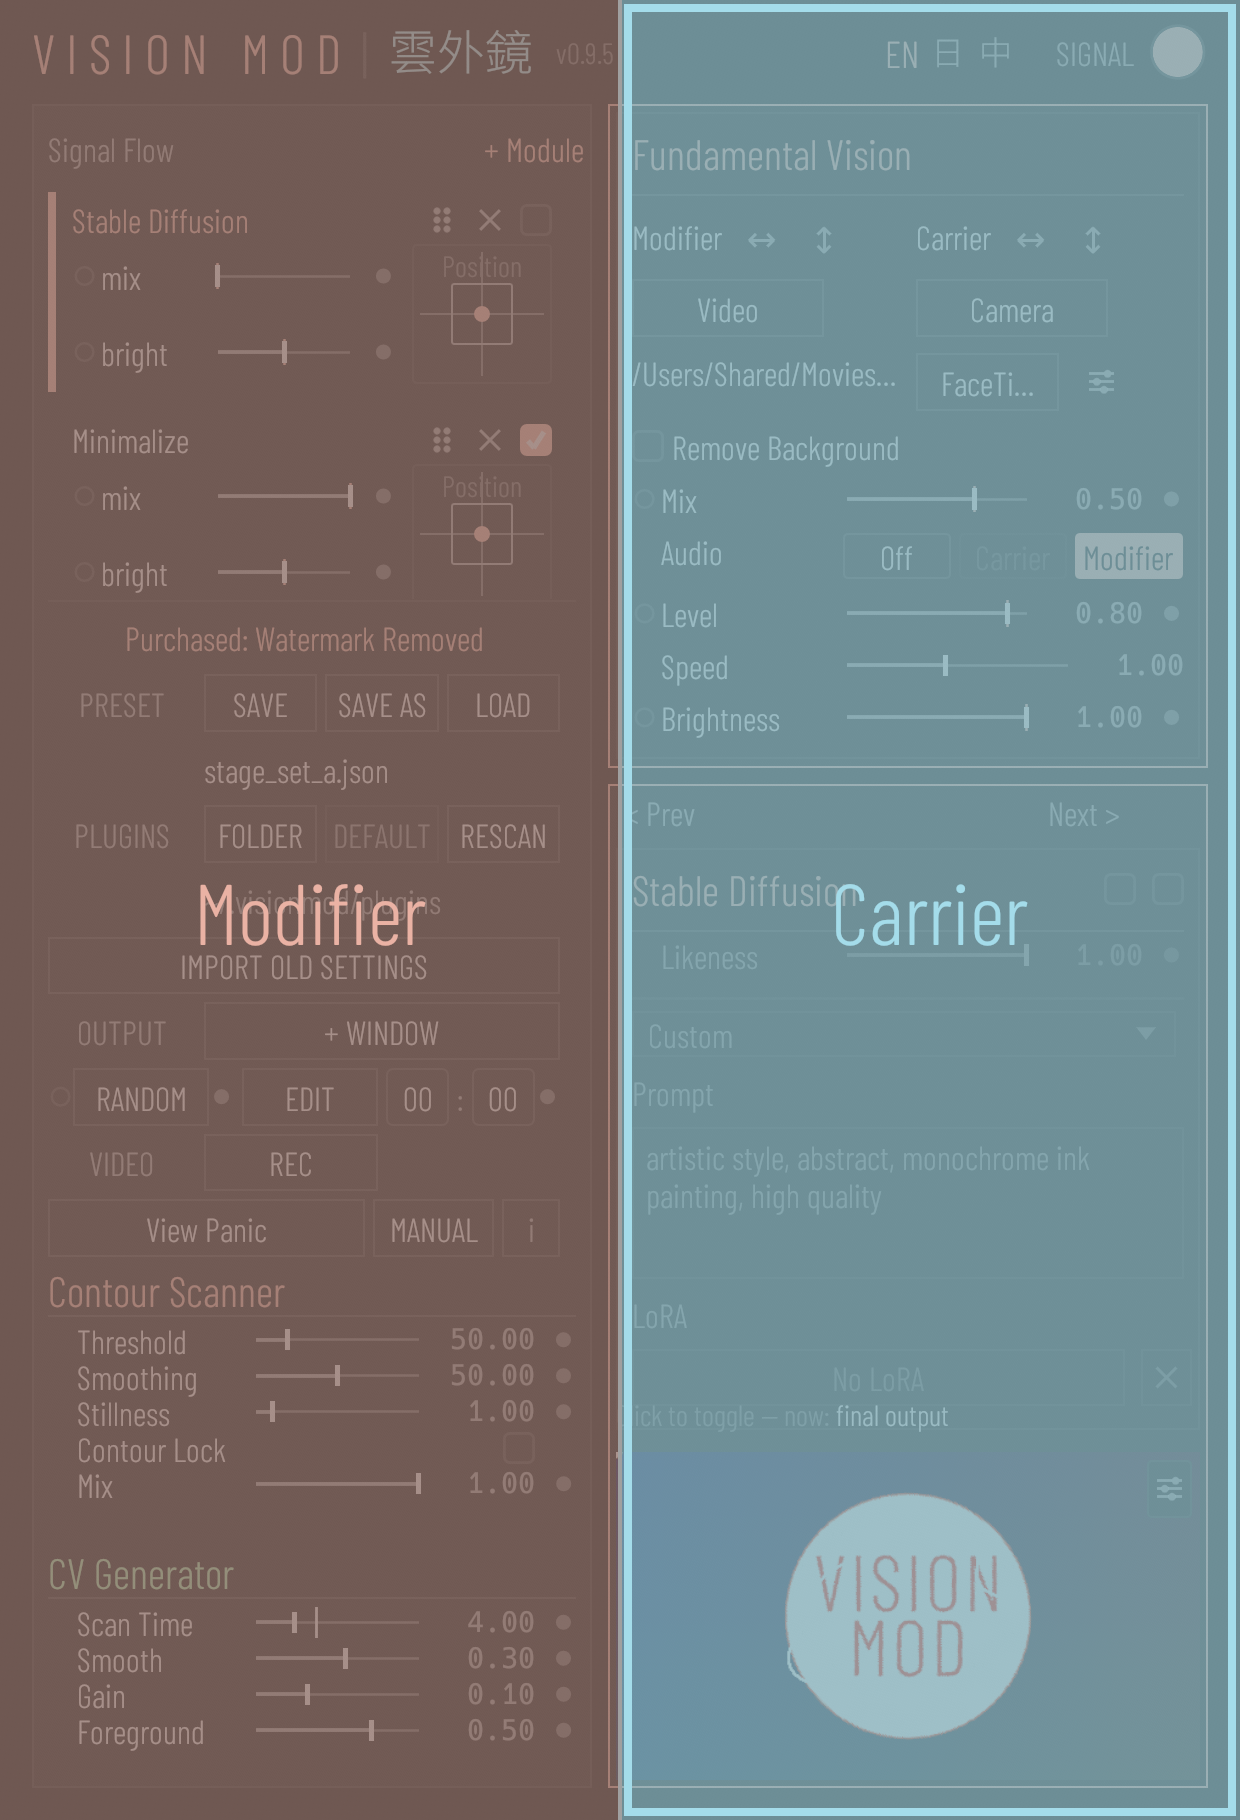 VISION MOD | 雲外鏡 v0.9.5
EN 日 中 SIGNAL
Signal Flow
+ Module
Stable Diffusion
mix
Position
bright
Minimalize
mix
Position
bright
Purchased: Watermark Removed
PRESET SAVE SAVE AS LOAD
stage_set_a.json
PLUGINS FOLDER DEFAULT RESCAN
visionmod/plugins
Modifier
IMPORT OLD SETTINGS
OUTPUT + WINDOW
RANDOM EDIT 00 : 00
VIDEO REC
View Panic MANUAL i
Contour Scanner
Threshold 50.00
Smoothing 50.00
Stillness 1.00
Contour Lock
Mix 1.00
CV Generator
Scan Time 4.00
Smooth 0.30
Gain 0.10
Foreground 0.50
Fundamental Vision
Modifier Carrier
Video Camera
/Users/Shared/Movies... FaceTi...
Remove Background
Mix 0.50
Audio Off Carrier Modifier
Level 0.80
Speed 1.00
Brightness 1.00
< Prev Next >
Stable Diffusion
Carrier
Likeness 1.00
Custom
Prompt
artistic style, abstract, monochrome ink
painting, high quality
LoRA
No LoRA
ick to toggle — now: final output
VISION
MOD